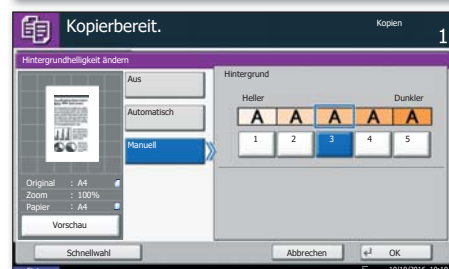 Kopierbereit.
Kopien
1
Hintergrundhelligkeit ändern
Aus
Automatisch
Manuell
Hintergrund
Heller Dunkler
A A A A A
1 2 3 4 5
Original : A4
Zoom : 100%
Papier : A4
Vorschau
Schnellwahl
Abbrechen
OK